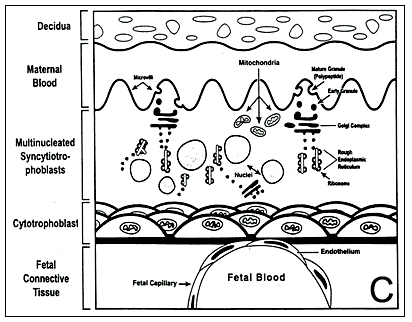 Decidua
Maternal
Blood
Microvilli
Mitochondria
Mature Granule
(Polypeptide)
Early Granule
Golgi Complex
Multinucleated
Syncytiotro-
phoblasts
Rough
Endoplasmic
Reticulum
Nuclei
Ribosome
Cytotrophoblast
Fetal
Connective
Tissue
Endothelium
Fetal Capillary
Fetal Blood
C